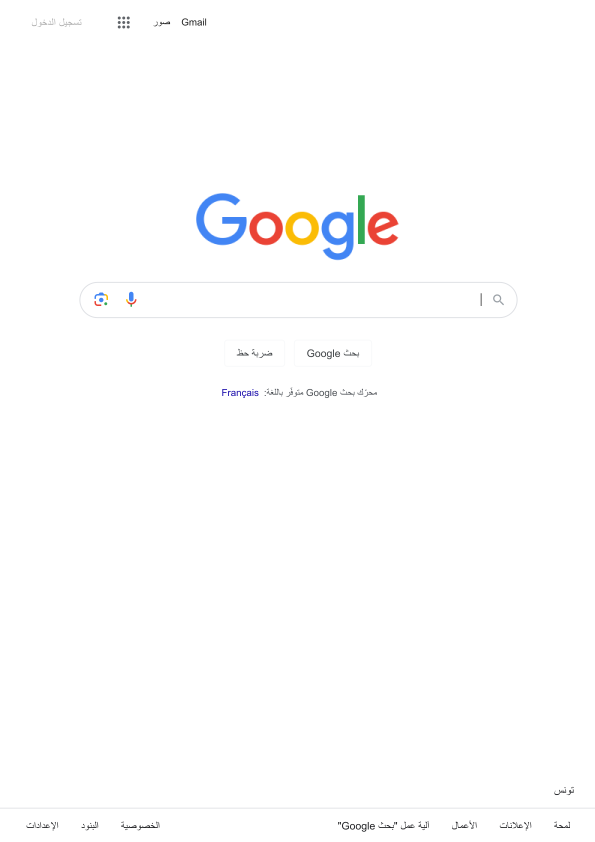 Gmail صور تسجيل الدخول
Google
بحث Google ضربة حظ
محرّك بحث Google متوفّر باللغة: Français
تونس
لمحة الإعلانات الأعمال آلية عمل "بحث Google" الخصوصية البنود الإعدادات